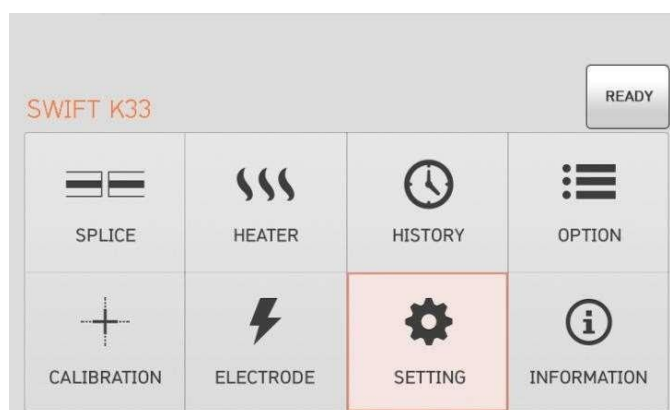 READY
SWIFT K33
SPLICE HEATER HISTORY OPTION
CALIBRATION ELECTRODE SETTING INFORMATION